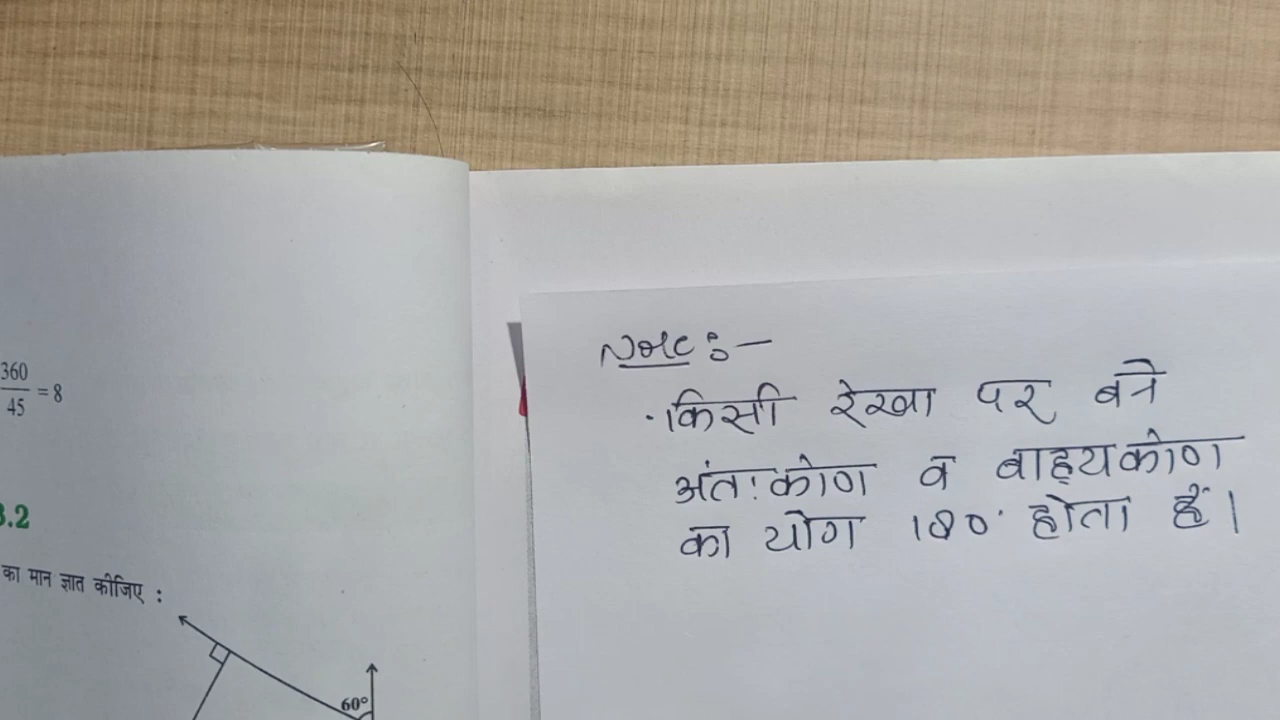 360
45 = 8
3.2
का मान ज्ञात कीजिए :
60°
Note :-
· किसी रेखा पर बने
अंतः कोण व बाह्यकोण
का योग 180° होता हैं।